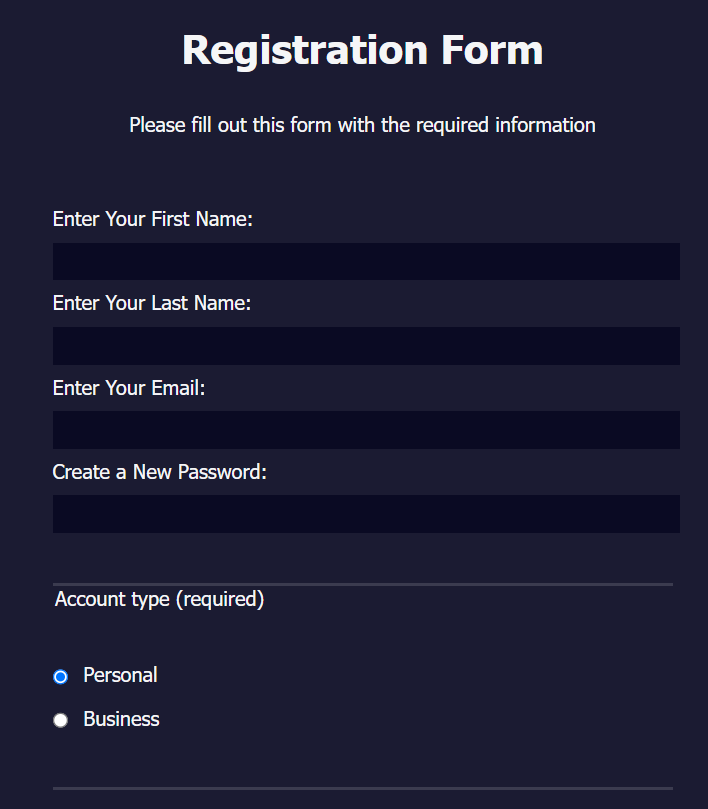 Registration Form
Please fill out this form with the required information
Enter Your First Name:
Enter Your Last Name:
Enter Your Email:
Create a New Password:
Account type (required)
Personal
Business